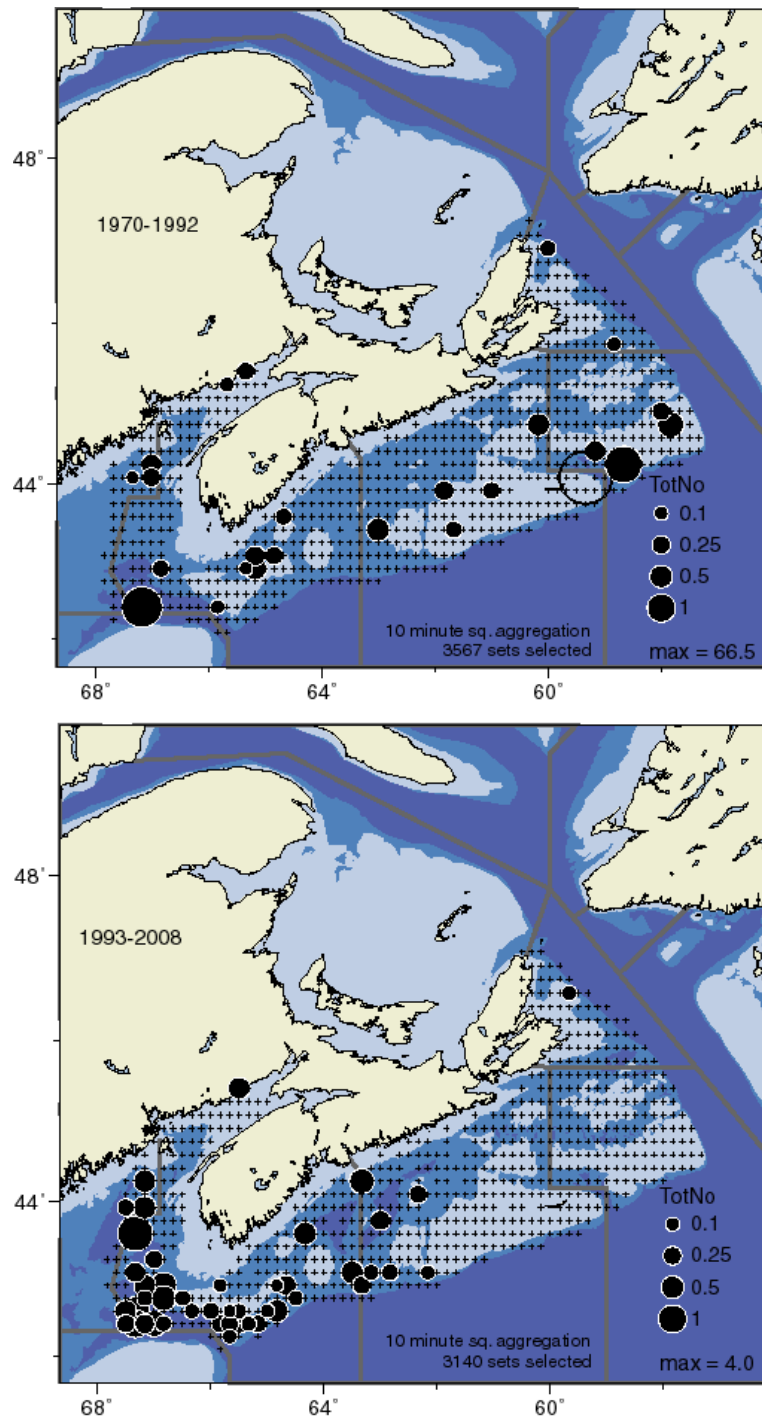 48°
1970-1992
44°
TotNo
0.1
0.25
0.5
1
10 minute sq. aggregation
3567 sets selected
max = 66.5
68° 64° 60°
48°
1993-2008
44°
TotNo
0.1
0.25
0.5
1
10 minute sq. aggregation
3140 sets selected
max = 4.0
68° 64° 60°